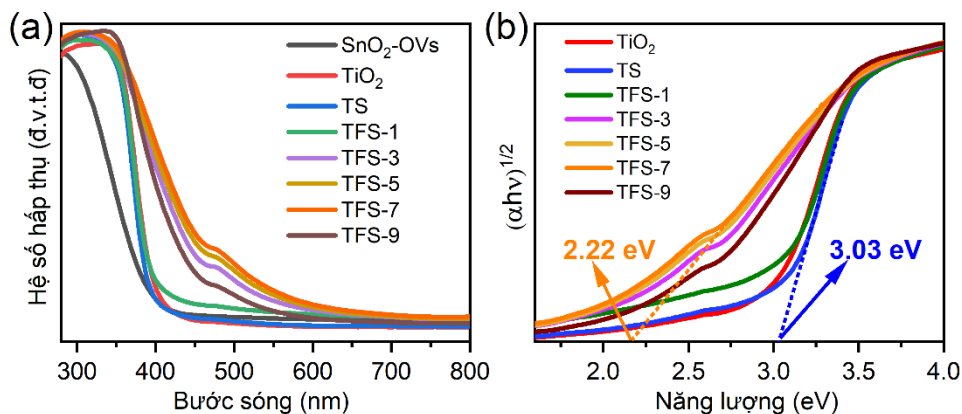 (a)
Hệ số hấp thụ (đ.v.t.đ)
SnO2-OVs
TiO2
TS
TFS-1
TFS-3
TFS-5
TFS-7
TFS-9
300 400 500 600 700 800
Bước sóng (nm)
(b)
(αhν)1/2
TiO2
TS
TFS-1
TFS-3
TFS-5
TFS-7
TFS-9
2.22 eV
3.03 eV
2.0 2.5 3.0 3.5 4.0
Năng lượng (eV)